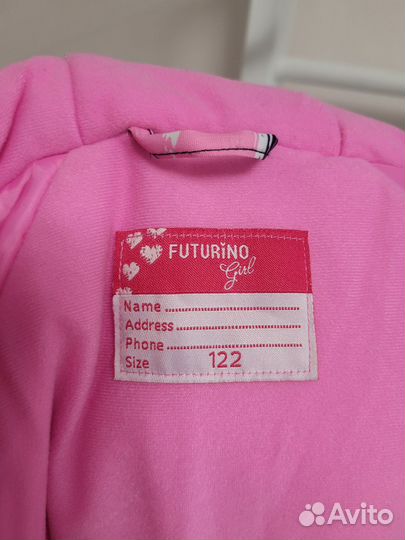 FUTURiNO
Girl
Name ..............................
Address ..........................
Phone ............................
Size 122
Avito